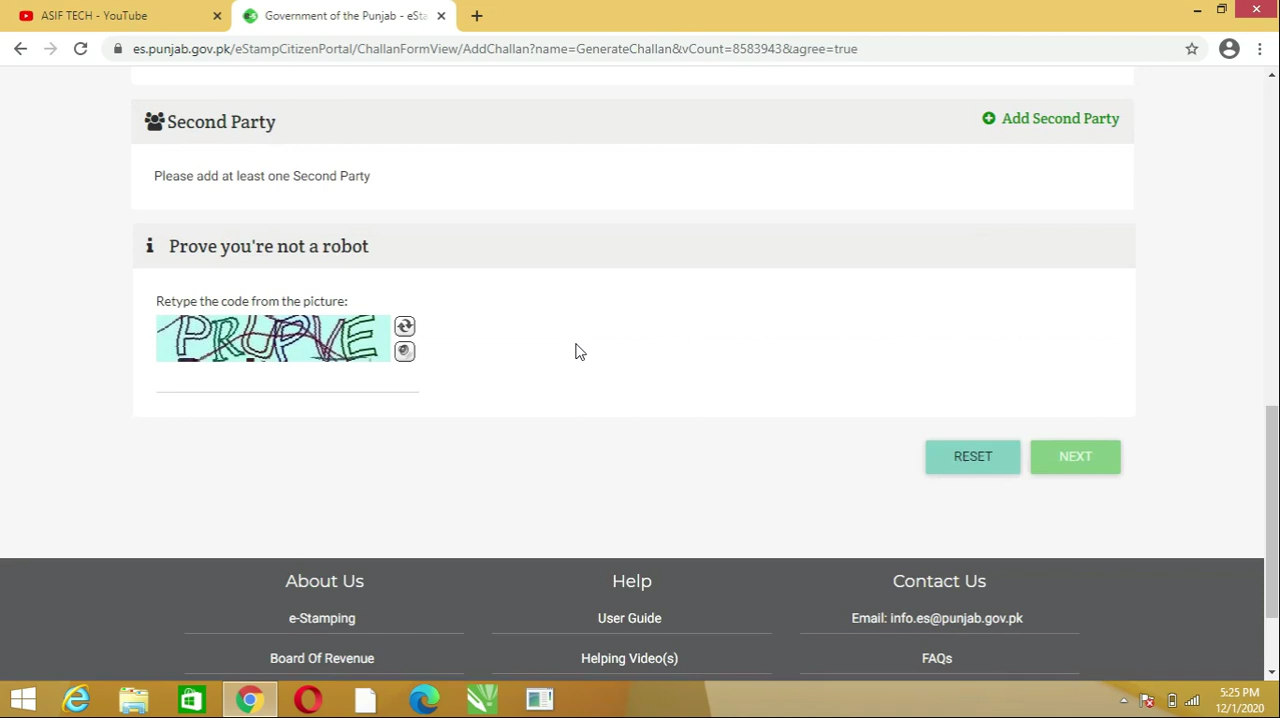 ASIF TECH - YouTube
Government of the Punjab - eSta
es.punjab.gov.pk/eStampCitizenPortal/ChallanFormView/AddChallan?name=GenerateChallan&vCount=8583943&agree=true
Second Party
Add Second Party
Please add at least one Second Party
Prove you're not a robot
Retype the code from the picture:
RESET
NEXT
About Us
Help
Contact Us
e-Stamping
User Guide
Email: info.es@punjab.gov.pk
Board Of Revenue
Helping Video(s)
FAQs
5:25 PM
12/1/2020